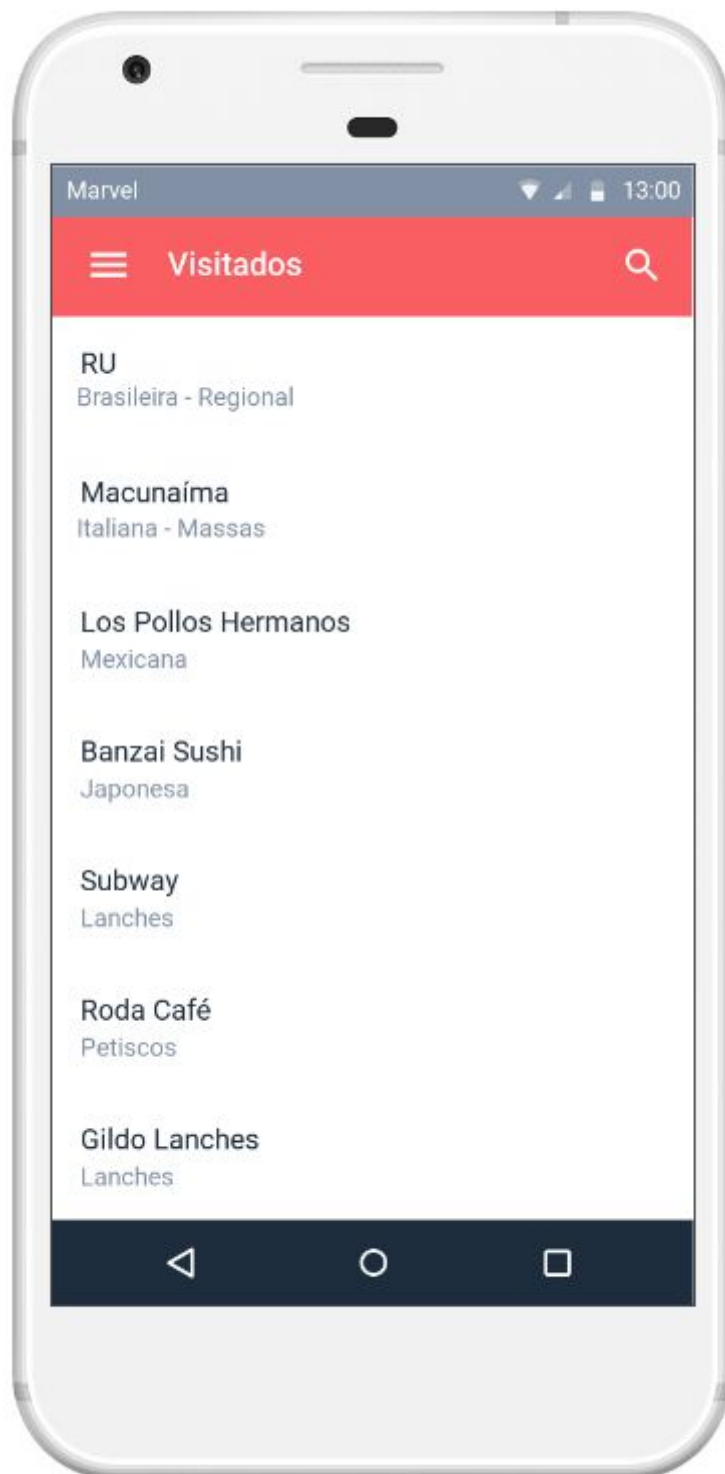 Marvel 13:00
Visitados
RU
Brasileira - Regional
Macunaíma
Italiana - Massas
Los Pollos Hermanos
Mexicana
Banzai Sushi
Japonesa
Subway
Lanches
Roda Café
Petiscos
Gildo Lanches
Lanches